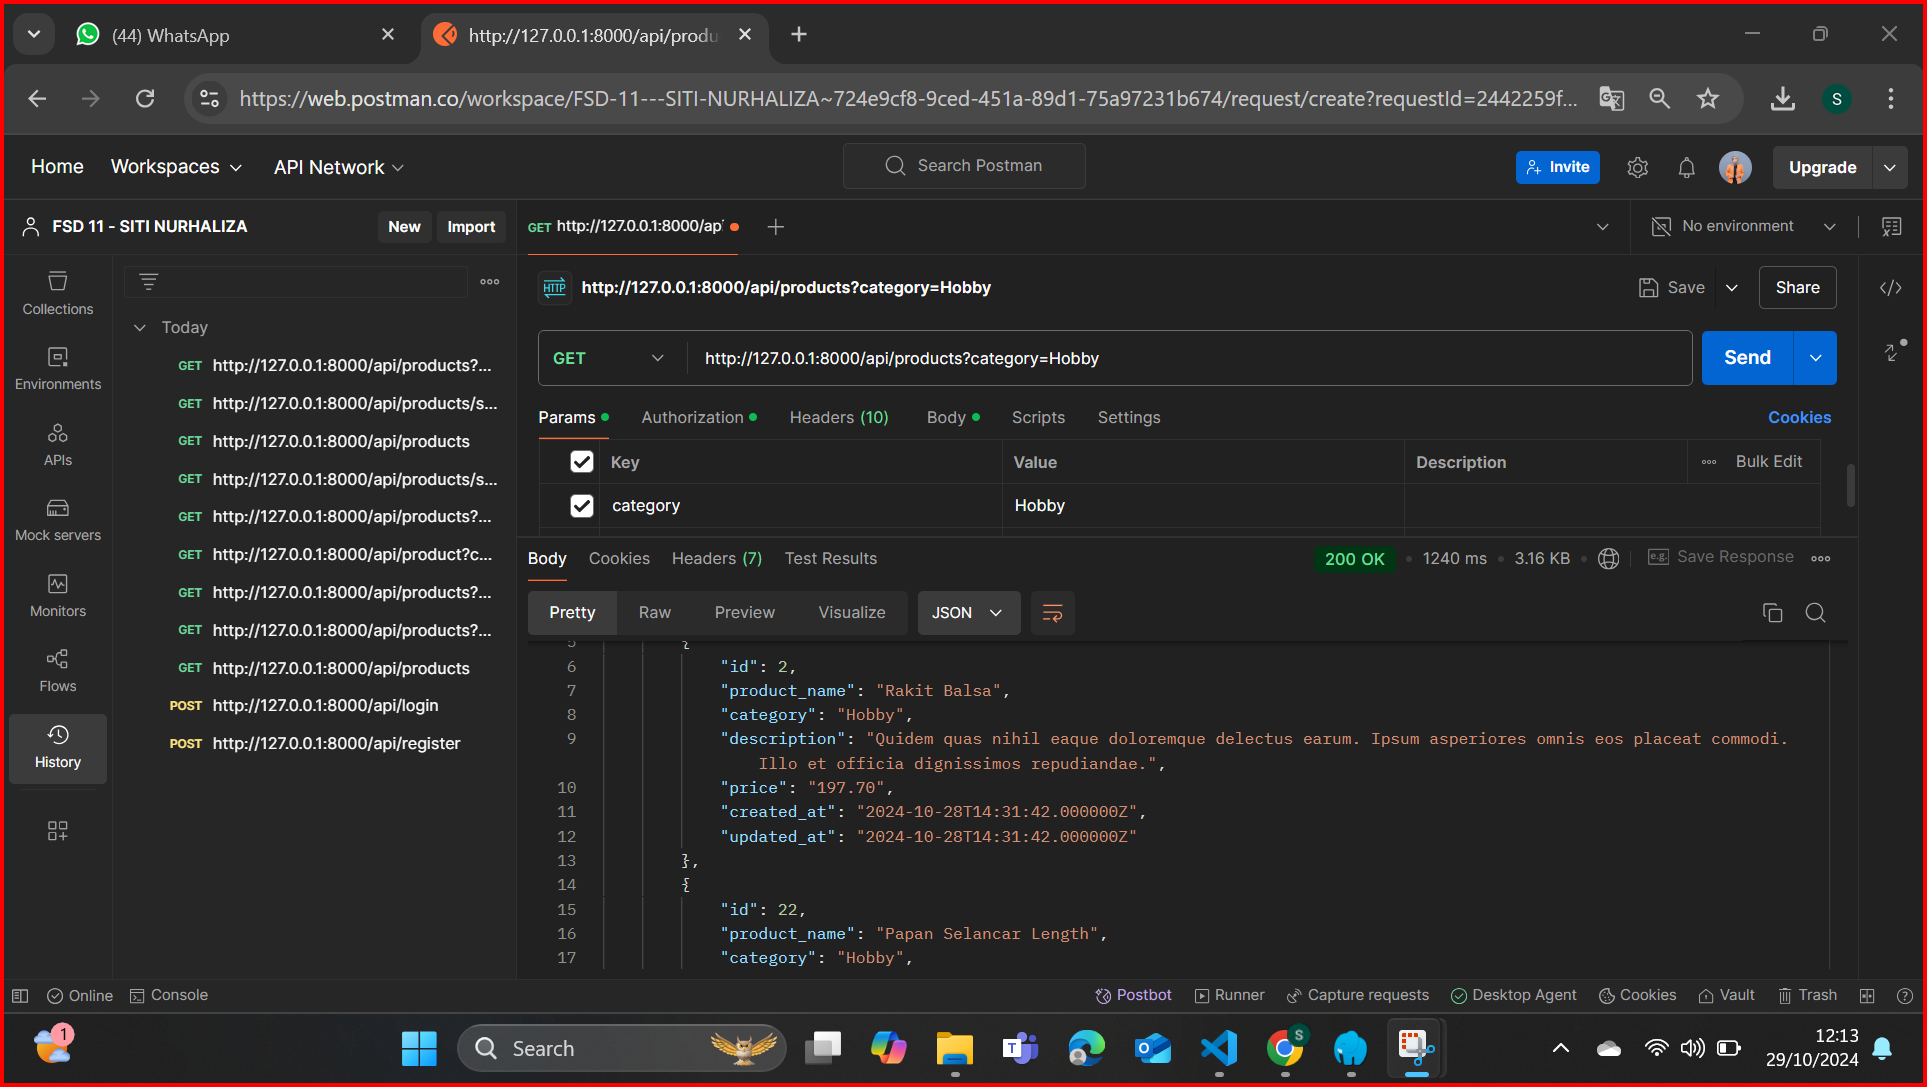 (44) WhatsApp
http://127.0.0.1:8000/api/produ
https://web.postman.co/workspace/FSD-11---SITI-NURHALIZA~724e9cf8-9ced-451a-89d1-75a97231b674/request/create?requestId=2442259f...
S
Home
Workspaces
API Network
Search Postman
Invite
Upgrade
FSD 11 - SITI NURHALIZA
New
Import
GET http://127.0.0.1:8000/api
No environment
Collections
Environments
APIs
Mock servers
Monitors
Flows
History
Today
GET http://127.0.0.1:8000/api/products?...
GET http://127.0.0.1:8000/api/products/s...
GET http://127.0.0.1:8000/api/products
GET http://127.0.0.1:8000/api/products/s...
GET http://127.0.0.1:8000/api/products?...
GET http://127.0.0.1:8000/api/product?c...
GET http://127.0.0.1:8000/api/products?...
GET http://127.0.0.1:8000/api/products?...
GET http://127.0.0.1:8000/api/products
POST http://127.0.0.1:8000/api/login
POST http://127.0.0.1:8000/api/register
HTTP http://127.0.0.1:8000/api/products?category=Hobby
Save
Share
GET http://127.0.0.1:8000/api/products?category=Hobby
Send
Params Authorization Headers (10) Body Scripts Settings
Cookies
Key Value Description Bulk Edit
category Hobby
Body Cookies Headers (7) Test Results
200 OK 1240 ms 3.16 KB e.g. Save Response
Pretty Raw Preview Visualize JSON
5 {
6 "id": 2,
7 "product_name": "Rakit Balsa",
8 "category": "Hobby",
9 "description": "Quidem quas nihil eaque doloremque delectus earum. Ipsum asperiores omnis eos placeat commodi.
Illo et officia dignissimos repudiandae.",
10 "price": "197.70",
11 "created_at": "2024-10-28T14:31:42.000000Z",
12 "updated_at": "2024-10-28T14:31:42.000000Z"
13 },
14 {
15 "id": 22,
16 "product_name": "Papan Selancar Length",
17 "category": "Hobby",
Online Console
Postbot Runner Capture requests Desktop Agent Cookies Vault Trash
1
Search
T
S
12:13
29/10/2024